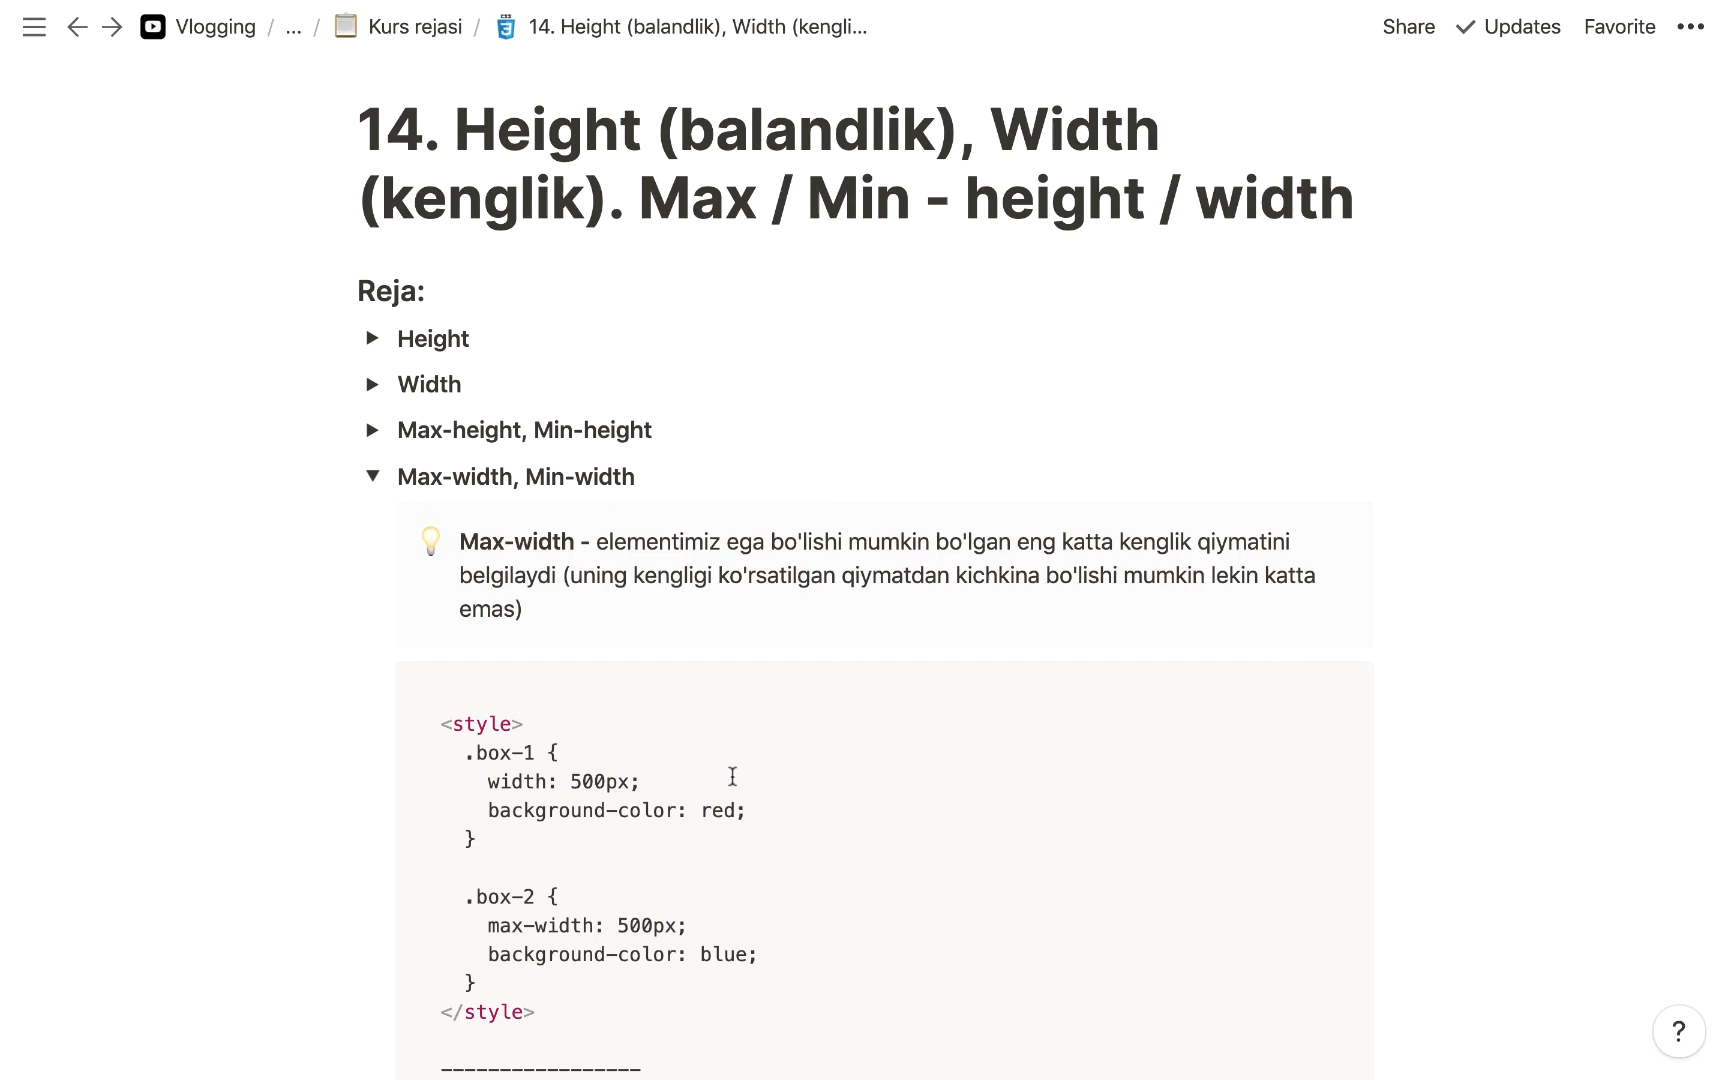 Vlogging / ... / Kurs rejasi / 14. Height (balandlik), Width (kengli... Share Updates Favorite •••
14. Height (balandlik), Width
(kenglik). Max / Min - height / width
Reja:
Height
Width
Max-height, Min-height
Max-width, Min-width
Max-width - elementimiz ega bo'lishi mumkin bo'lgan eng katta kenglik qiymatini
belgilaydi (uning kengligi ko'rsatilgan qiymatdan kichkina bo'lishi mumkin lekin katta
emas)
<style>
.box-1 {
width: 500px;
background-color: red;
}
.box-2 {
max-width: 500px;
background-color: blue;
}
</style>
-----------------
?